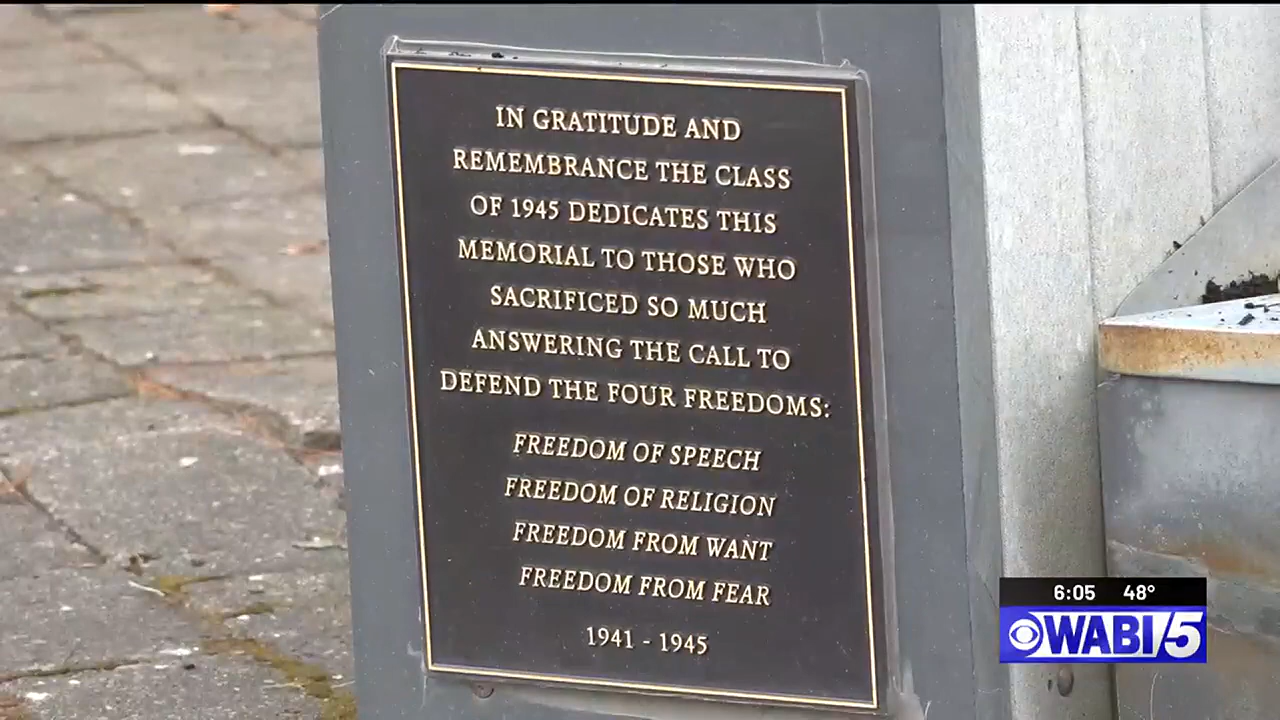 IN GRATITUDE AND
REMEMBRANCE THE CLASS
OF 1945 DEDICATES THIS
MEMORIAL TO THOSE WHO
SACRIFICED SO MUCH
ANSWERING THE CALL TO
DEFEND THE FOUR FREEDOMS:
FREEDOM OF SPEECH
FREEDOM OF RELIGION
FREEDOM FROM WANT
FREEDOM FROM FEAR
1941 - 1945
6:05 48°
WABI 5